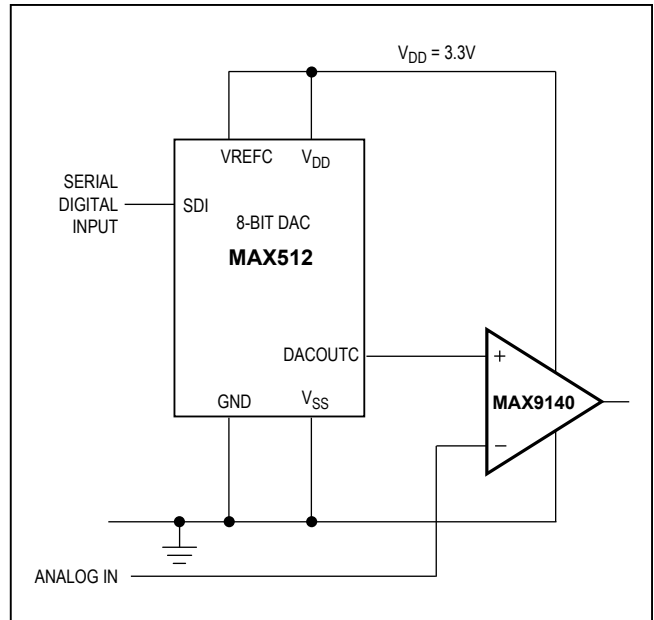 V_DD = 3.3V
VREFC V_DD
SERIAL
DIGITAL
INPUT
SDI
8-BIT DAC
MAX512
DACOUTC
+
MAX9140
−
GND V_SS
ANALOG IN